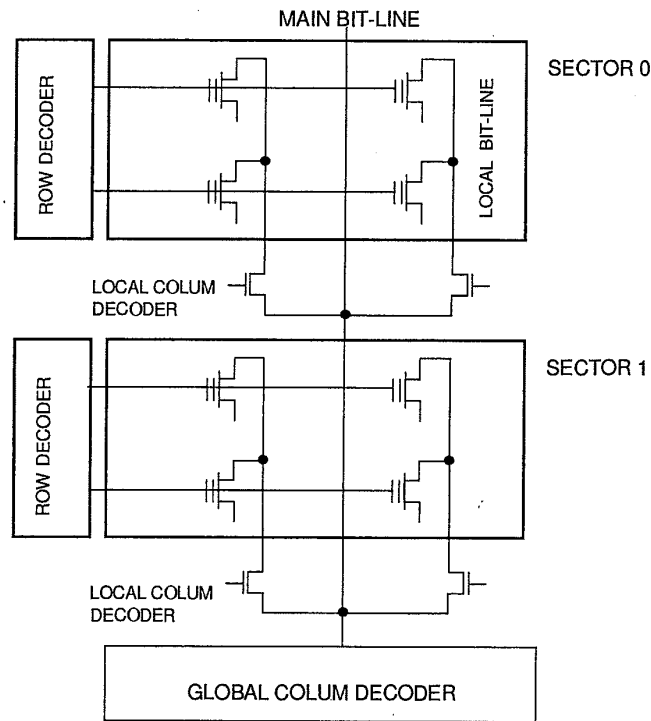 MAIN BIT-LINE
SECTOR 0
ROW DECODER
LOCAL BIT-LINE
LOCAL COLUM
DECODER
SECTOR 1
ROW DECODER
LOCAL COLUM
DECODER
GLOBAL COLUM DECODER